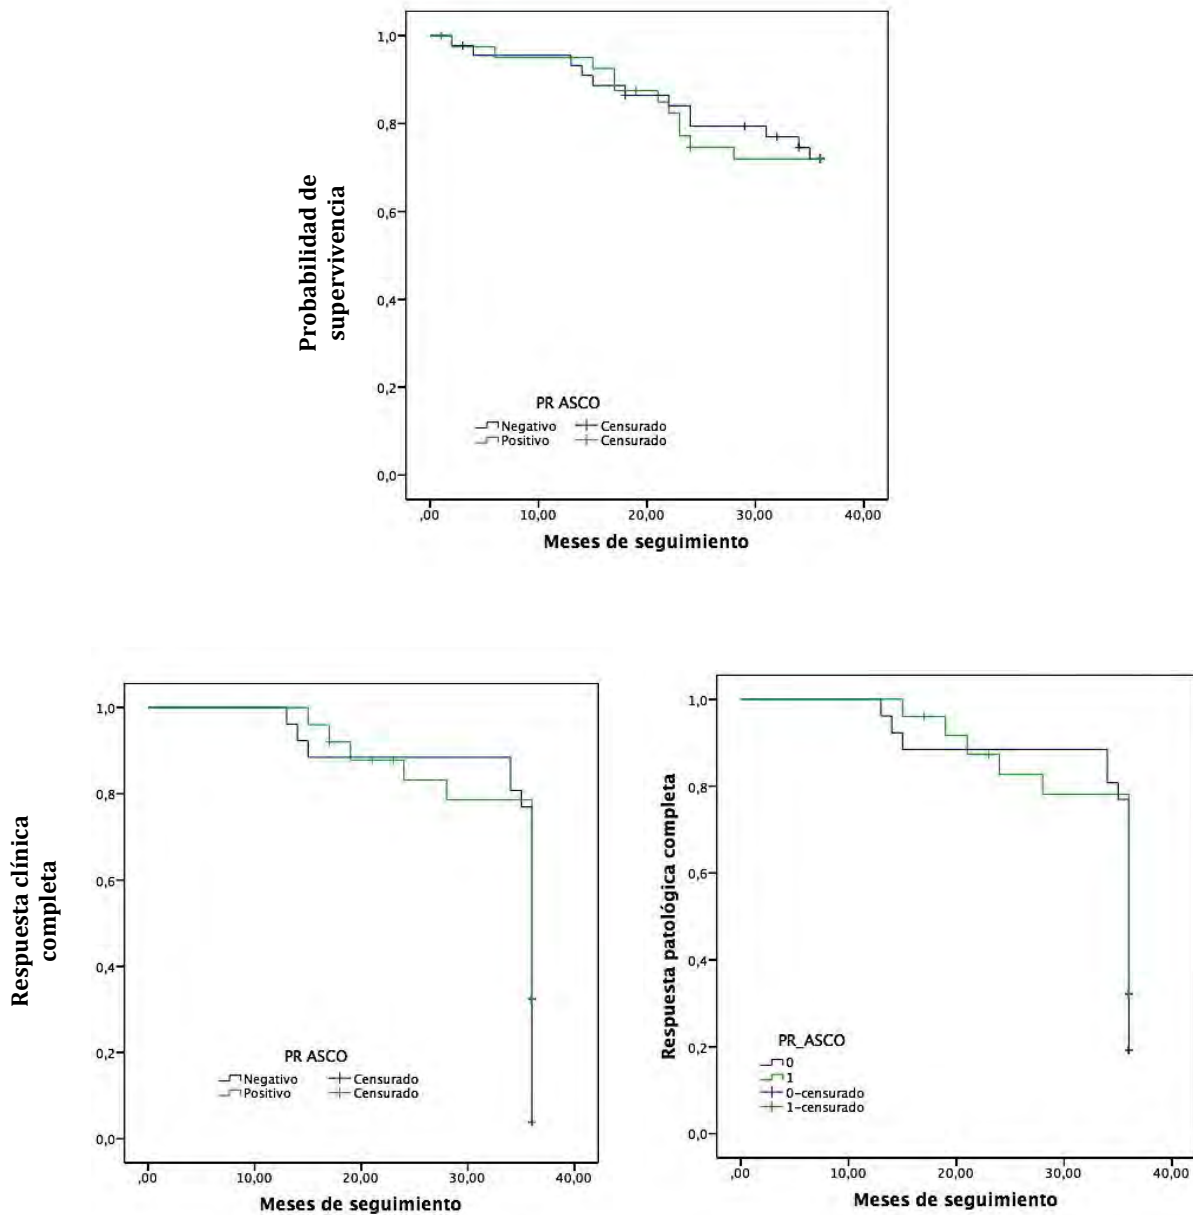 Probabilidad de
supervivencia
1,0
0,8
0,6
0,4
0,2
0,0
PR ASCO
Negativo Censurado
Positivo Censurado
,00 10,00 20,00 30,00 40,00
Meses de seguimiento
Respuesta clínica
completa
1,0
0,8
0,6
0,4
0,2
0,0
PR ASCO
Negativo Censurado
Positivo Censurado
,00 10,00 20,00 30,00 40,00
Meses de seguimiento
Respuesta patológica completa
1,0
0,8
0,6
0,4
0,2
0,0
PR_ASCO
0
1
0-censurado
1-censurado
,00 10,00 20,00 30,00 40,00
Meses de seguimiento